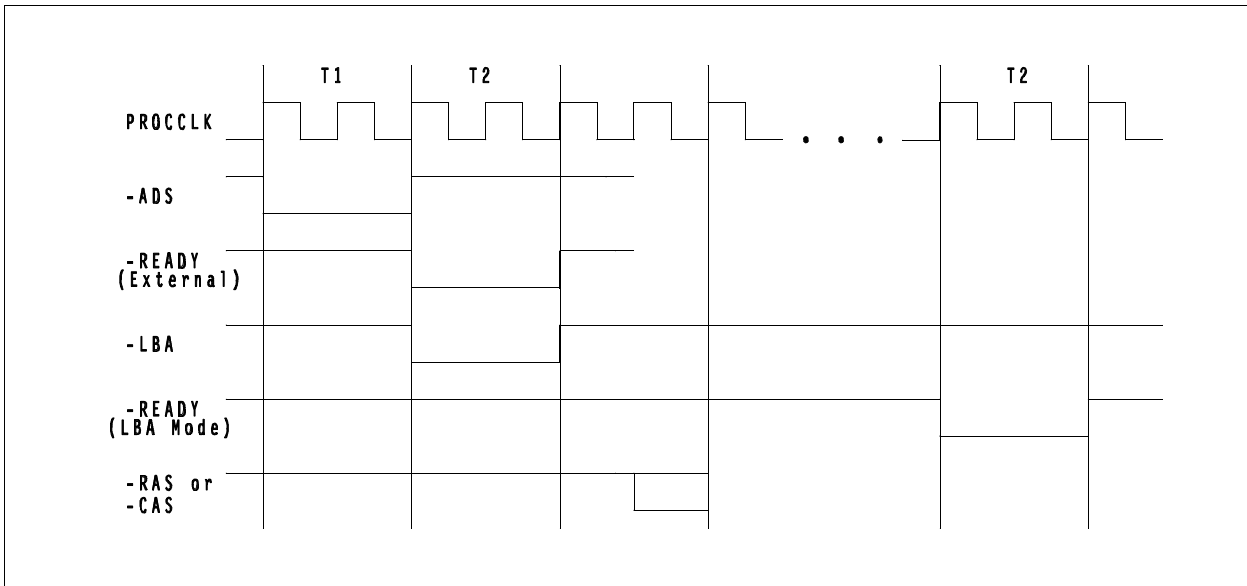 T1 T2 T2
PROCCLK
-ADS
-READY
(External)
-LBA
-READY
(LBA Mode)
-RAS or
-CAS